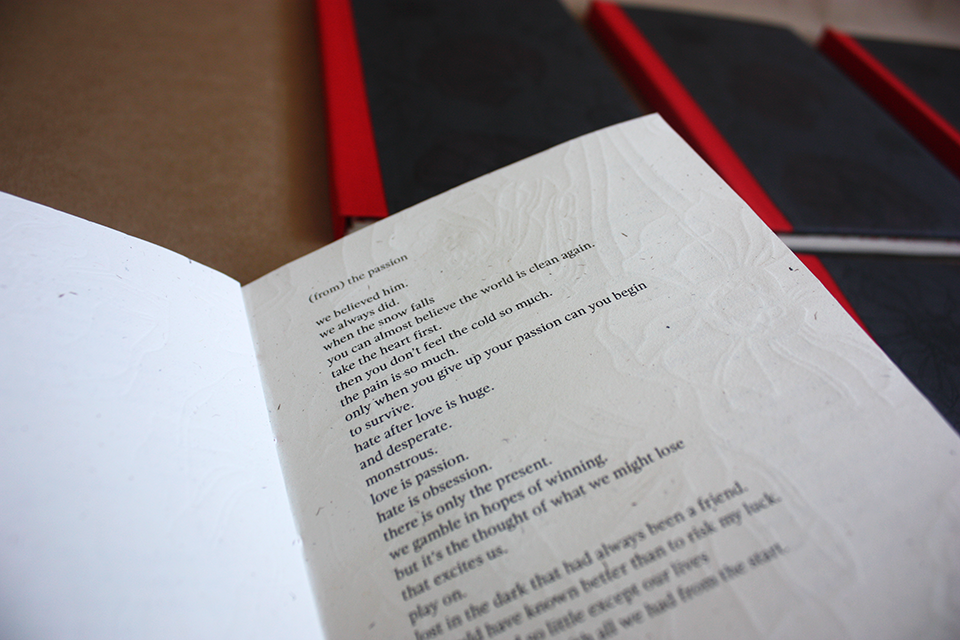 (from) the passion
we believed him.
we always did.
when the snow falls
you can almost believe the world is clean again.
take the heart first.
then you don't feel the cold so much.
the pain is so much.
only when you give up your passion can you begin
to survive.
hate after love is huge.
and desperate.
monstrous.
love is passion.
hate is obsession.
there is only the present.
we gamble in hopes of winning.
but it's the thought of what we might lose
that excites us.
play on.
lost in the dark that had always been a friend.
have known better than to risk my luck.
so little except our lives
all we had from the start.